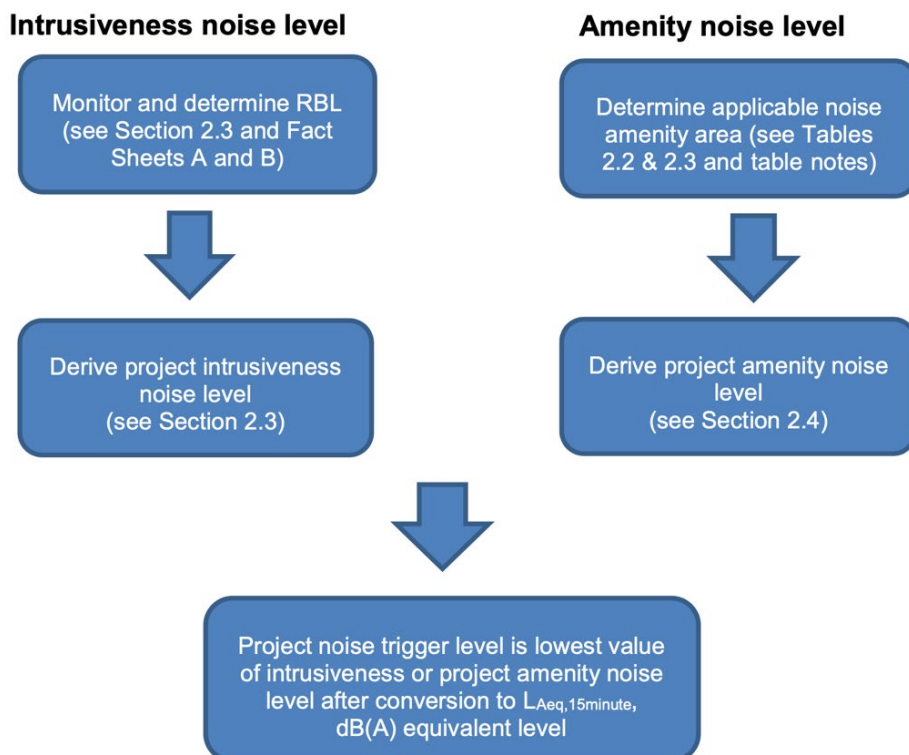 Intrusiveness noise level
Amenity noise level
Monitor and determine RBL
(see Section 2.3 and Fact
Sheets A and B)
Determine applicable noise
amenity area (see Tables
2.2 & 2.3 and table notes)
Derive project intrusiveness
noise level
(see Section 2.3)
Derive project amenity noise
level
(see Section 2.4)
Project noise trigger level is lowest value
of intrusiveness or project amenity noise
level after conversion to LAeq,15minute,
dB(A) equivalent level